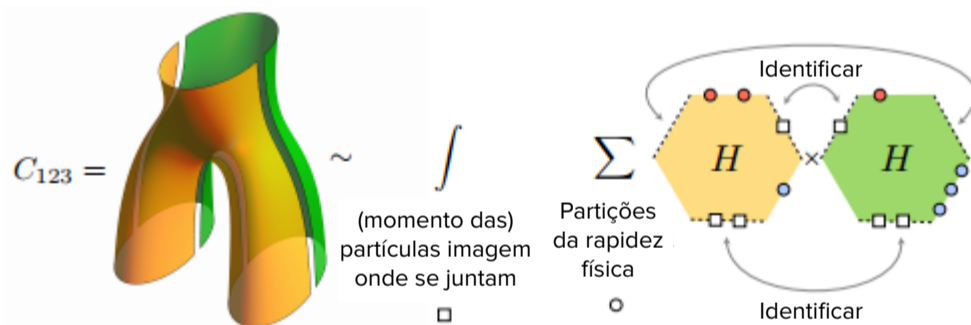 Identificar
C₁₂₃ = ~ ∫ ∑ H × H
(momento das)
partículas imagem
onde se juntam
Partições
da rapidez
física
Identificar